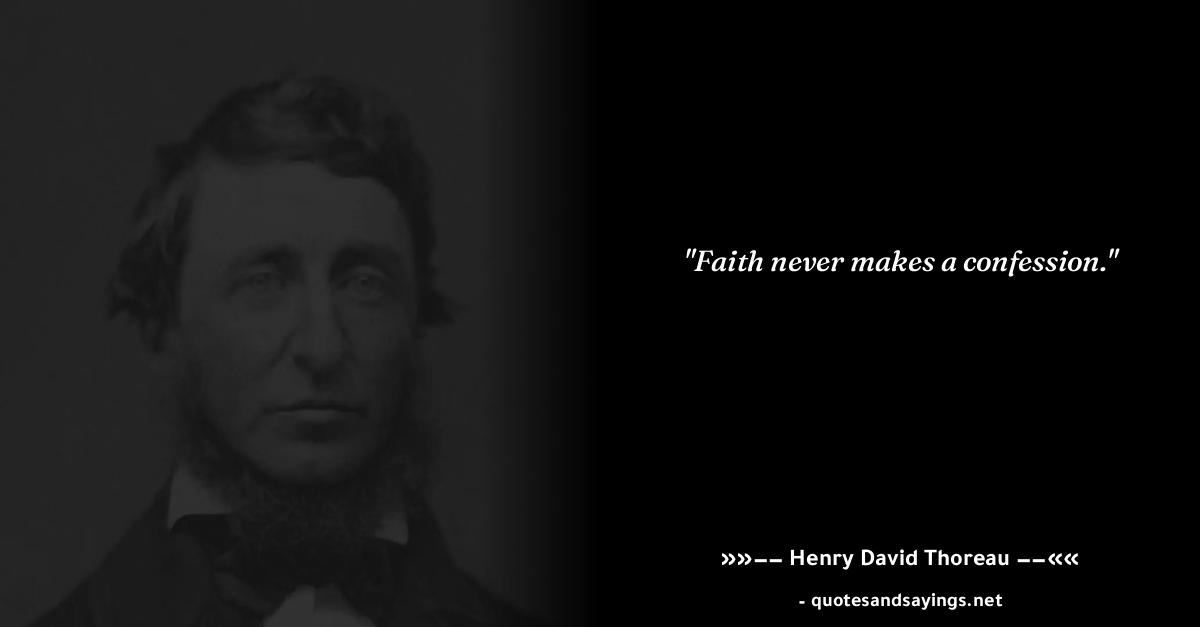 "Faith never makes a confession."
»»−− Henry David Thoreau −−««
- quotesandsayings.net